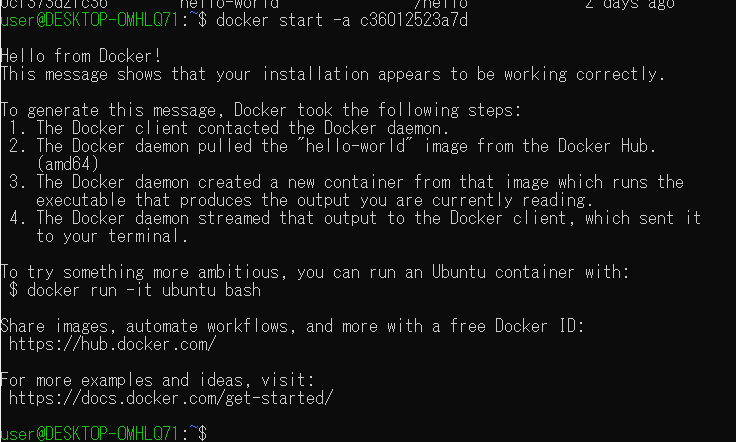 hello-world "/hello" 2 days ago
user@DESKTOP-OMHLQ71:~$ docker start -a c36012523a7d
Hello from Docker!
This message shows that your installation appears to be working correctly.
To generate this message, Docker took the following steps:
1. The Docker client contacted the Docker daemon.
2. The Docker daemon pulled the "hello-world" image from the Docker Hub.
(amd64)
3. The Docker daemon created a new container from that image which runs the
executable that produces the output you are currently reading.
4. The Docker daemon streamed that output to the Docker client, which sent it
to your terminal.
To try something more ambitious, you can run an Ubuntu container with:
$ docker run -it ubuntu bash
Share images, automate workflows, and more with a free Docker ID:
https://hub.docker.com/
For more examples and ideas, visit:
https://docs.docker.com/get-started/
user@DESKTOP-OMHLQ71:~$